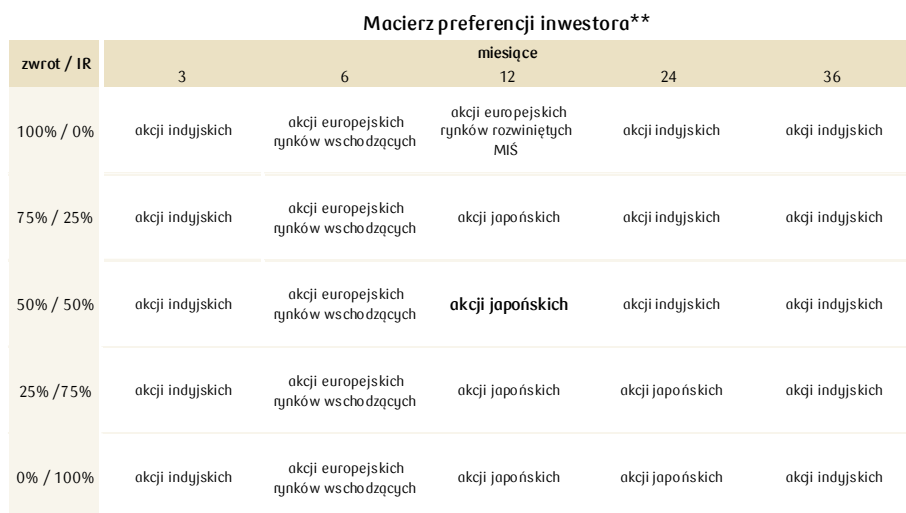 Macierz preferencji inwestora**
zwrot / IR
miesiące
3 6 12 24 36
100% / 0%
akcji indyjskich
akcji europejskich
rynków wschodzących
akcji europejskich
rynków rozwiniętych
MIŚ
akcji indyjskich
akcji indyjskich
75% / 25%
akcji indyjskich
akcji europejskich
rynków wschodzących
akcji japońskich
akcji indyjskich
akcji indyjskich
50% / 50%
akcji indyjskich
akcji europejskich
rynków wschodzących
akcji japońskich
akcji indyjskich
akcji indyjskich
25% /75%
akcji indyjskich
akcji europejskich
rynków wschodzących
akcji japońskich
akcji japońskich
akcji indyjskich
0% / 100%
akcji indyjskich
akcji europejskich
rynków wschodzących
akcji japońskich
akcji japońskich
akcji indyjskich